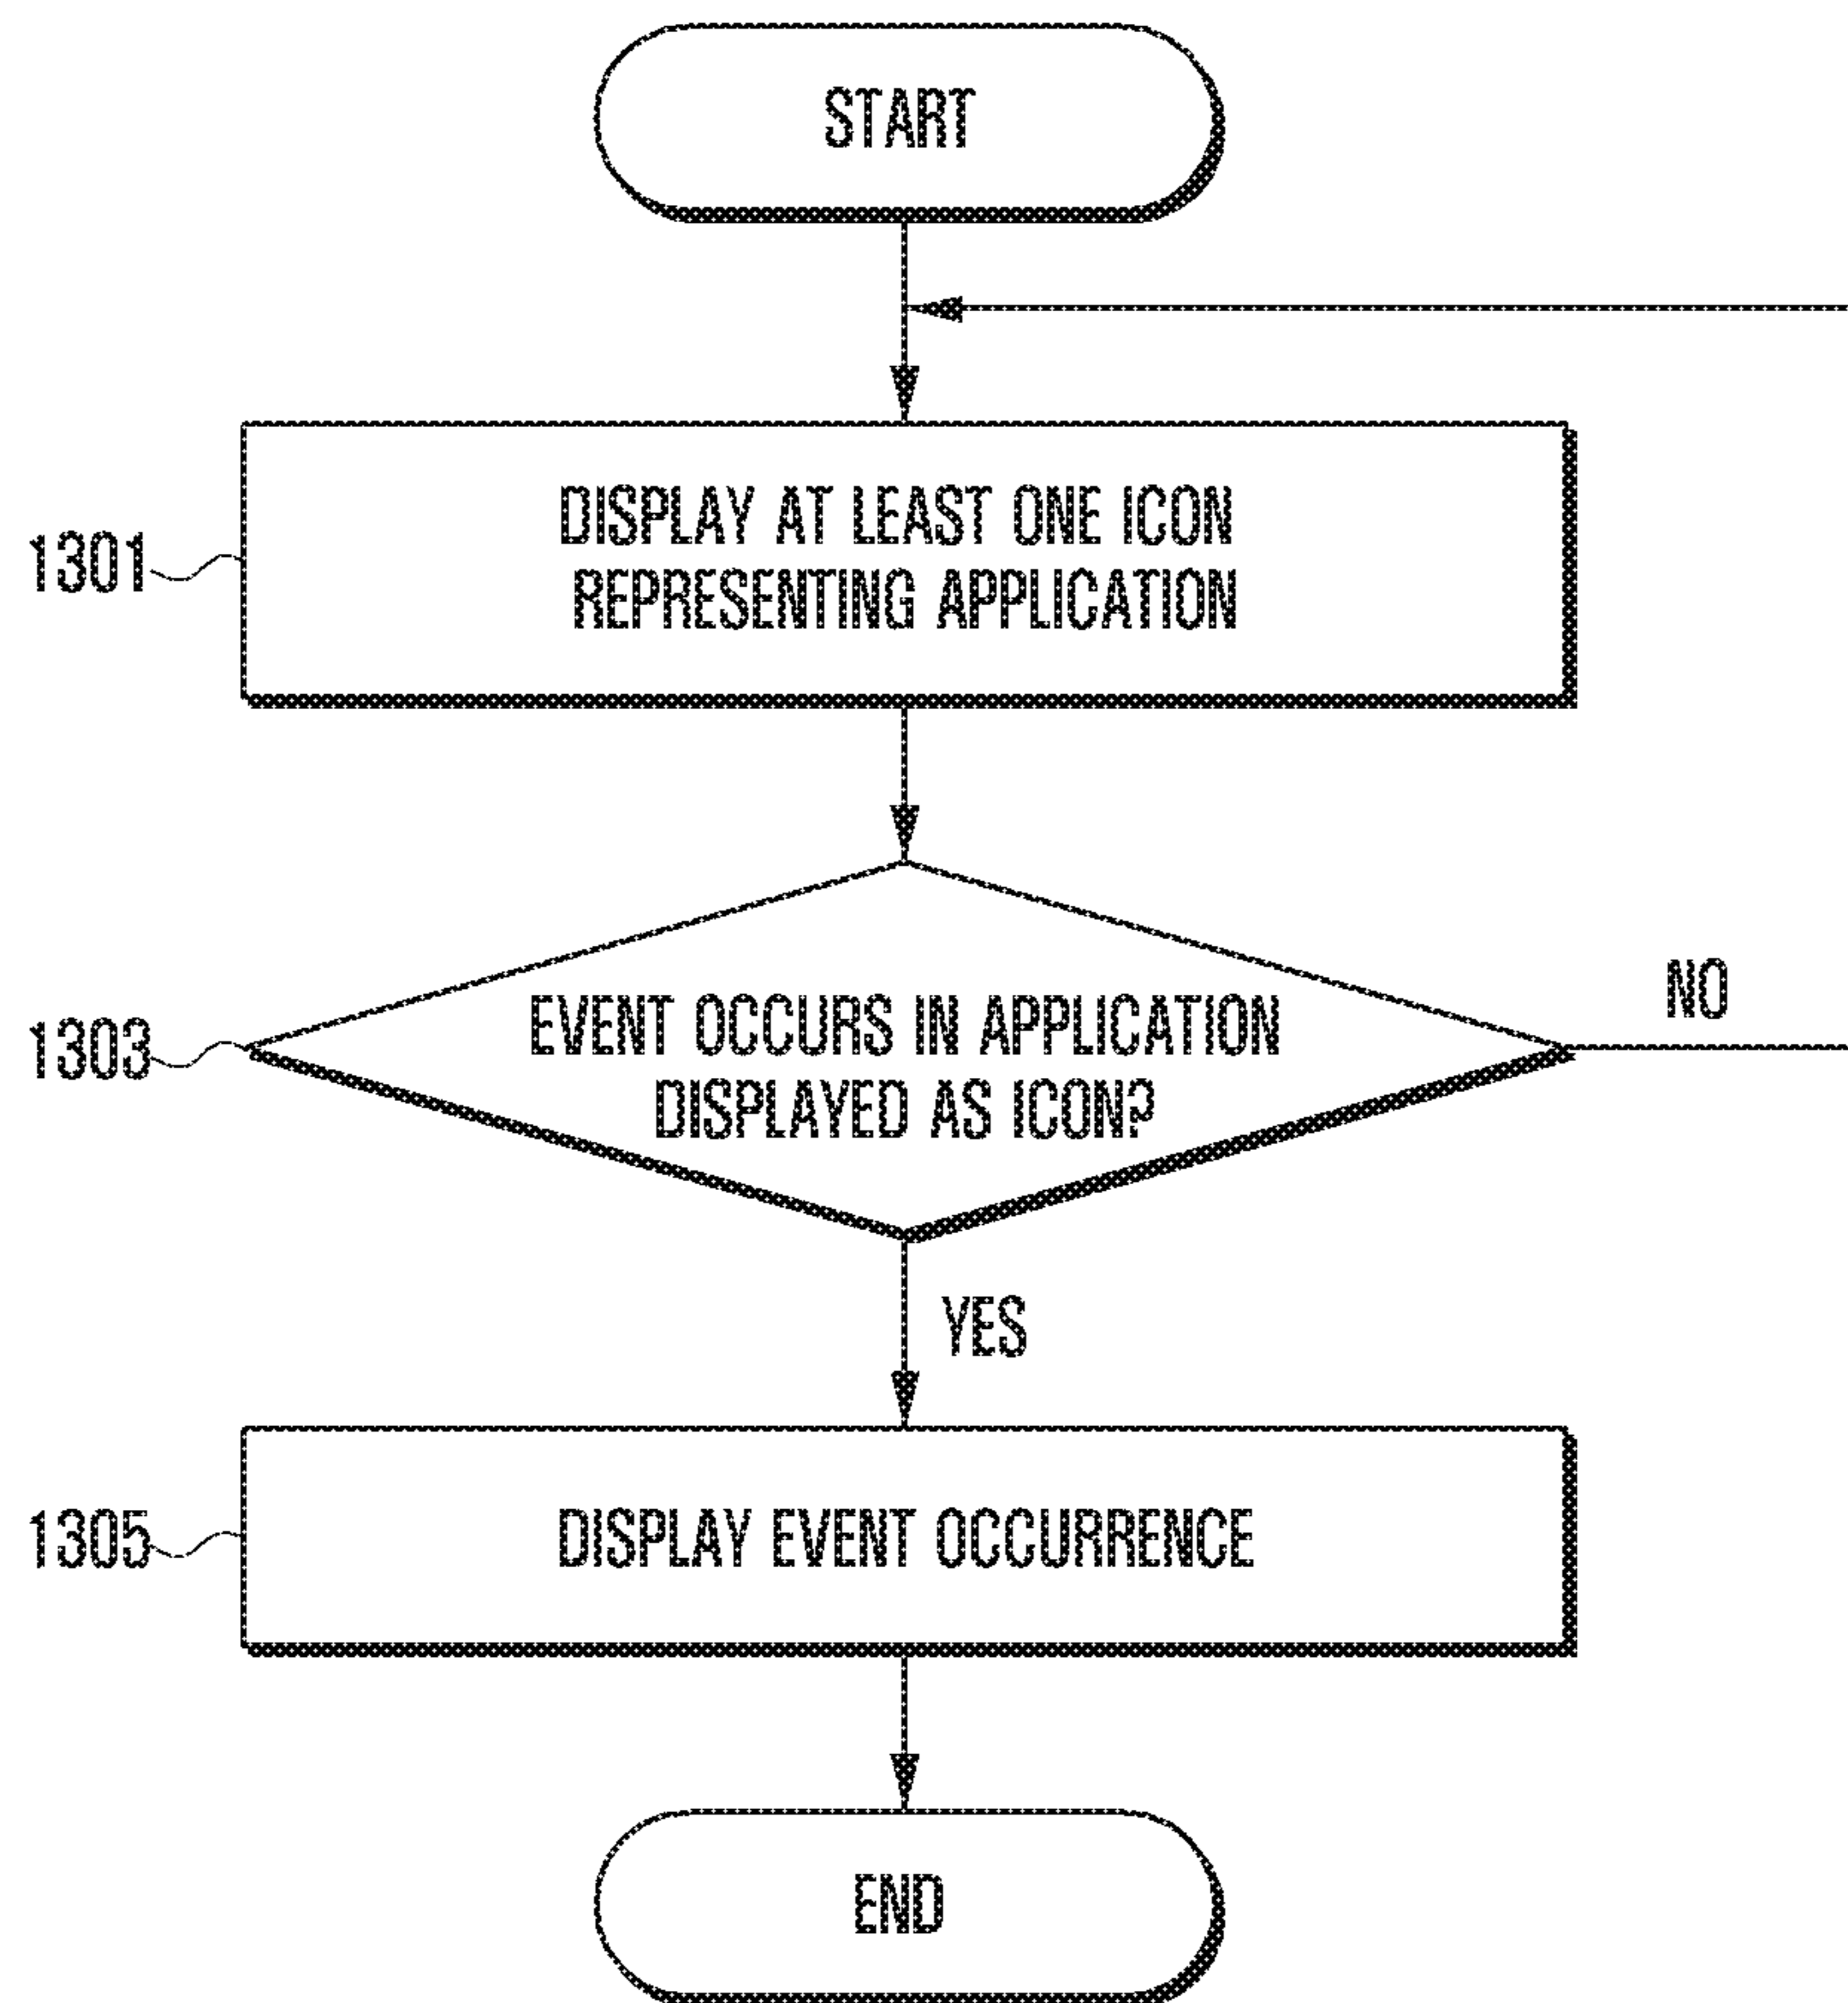 START
DISPLAY AT LEAST ONE ICON
REPRESENTING APPLICATION
1301
EVENT OCCURS IN APPLICATION
DISPLAYED AS ICON?
1303
NO
YES
DISPLAY EVENT OCCURRENCE
1305
END